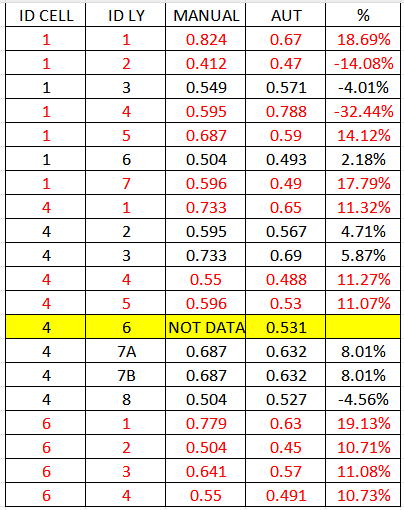 ID CELL ID LY MANUAL AUT %
1 1 0.824 0.67 18.69%
1 2 0.412 0.47 -14.08%
1 3 0.549 0.571 -4.01%
1 4 0.595 0.788 -32.44%
1 5 0.687 0.59 14.12%
1 6 0.504 0.493 2.18%
1 7 0.596 0.49 17.79%
4 1 0.733 0.65 11.32%
4 2 0.595 0.567 4.71%
4 3 0.733 0.69 5.87%
4 4 0.55 0.488 11.27%
4 5 0.596 0.53 11.07%
4 6 NOT DATA 0.531
4 7A 0.687 0.632 8.01%
4 7B 0.687 0.632 8.01%
4 8 0.504 0.527 -4.56%
6 1 0.779 0.63 19.13%
6 2 0.504 0.45 10.71%
6 3 0.641 0.57 11.08%
6 4 0.55 0.491 10.73%